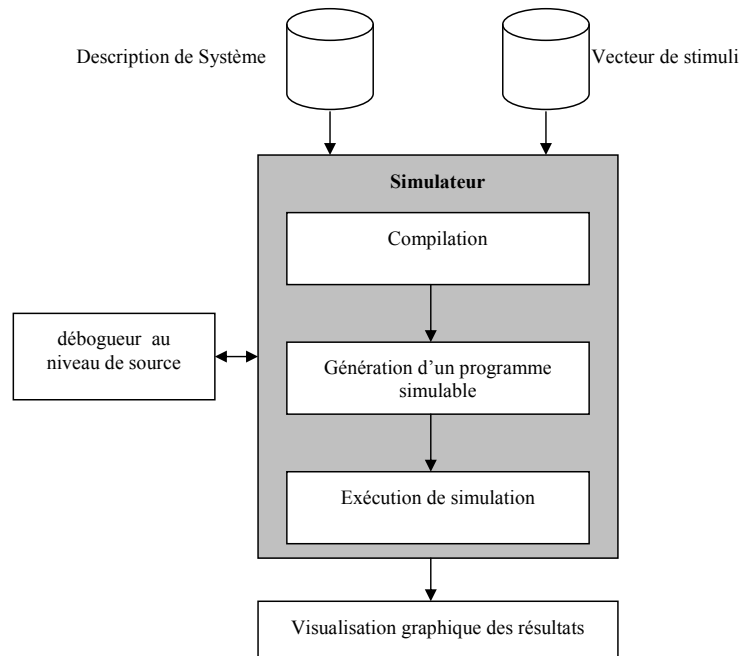 Description de Système
Vecteur de stimuli
Simulateur
Compilation
débogueur au
niveau de source
Génération d’un programme
simulable
Exécution de simulation
Visualisation graphique des résultats